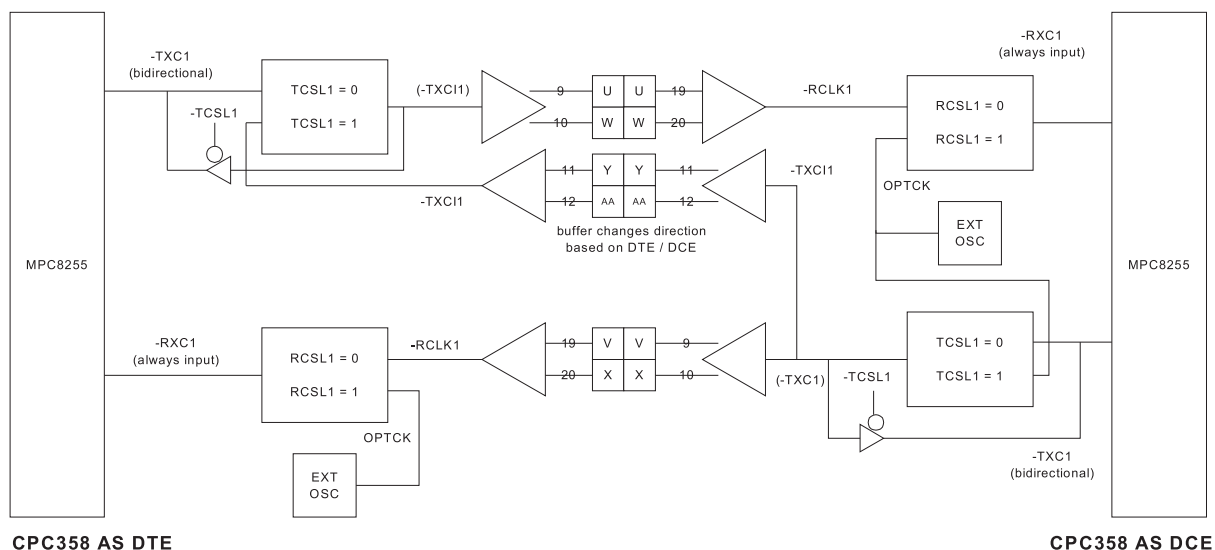 -TXC1
(bidirectional)
-TCSL1
TCSL1 = 0
TCSL1 = 1
(-TXCI1)
9
10
U U
W W
19
20
-RCLK1
RCSL1 = 0
RCSL1 = 1
-RXC1
(always input)
-TXCI1
11
12
Y Y
AA AA
11
12
-TXCI1
buffer changes direction
based on DTE / DCE
OPTCK
EXT
OSC
MPC8255
MPC8255
-RXC1
(always input)
RCSL1 = 0
RCSL1 = 1
-RCLK1
19
20
V V
X X
9
10
(-TXC1)
-TCSL1
TCSL1 = 0
TCSL1 = 1
OPTCK
EXT
OSC
-TXC1
(bidirectional)
CPC358 AS DTE
CPC358 AS DCE